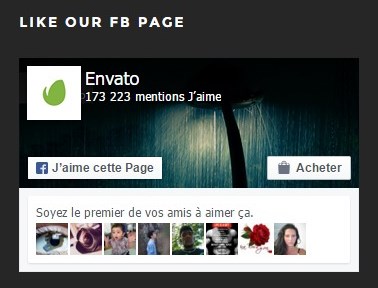 LIKE OUR FB PAGE
Envato
173 223 mentions J'aime
J'aime cette Page
Acheter
Soyez le premier de vos amis à aimer ça.